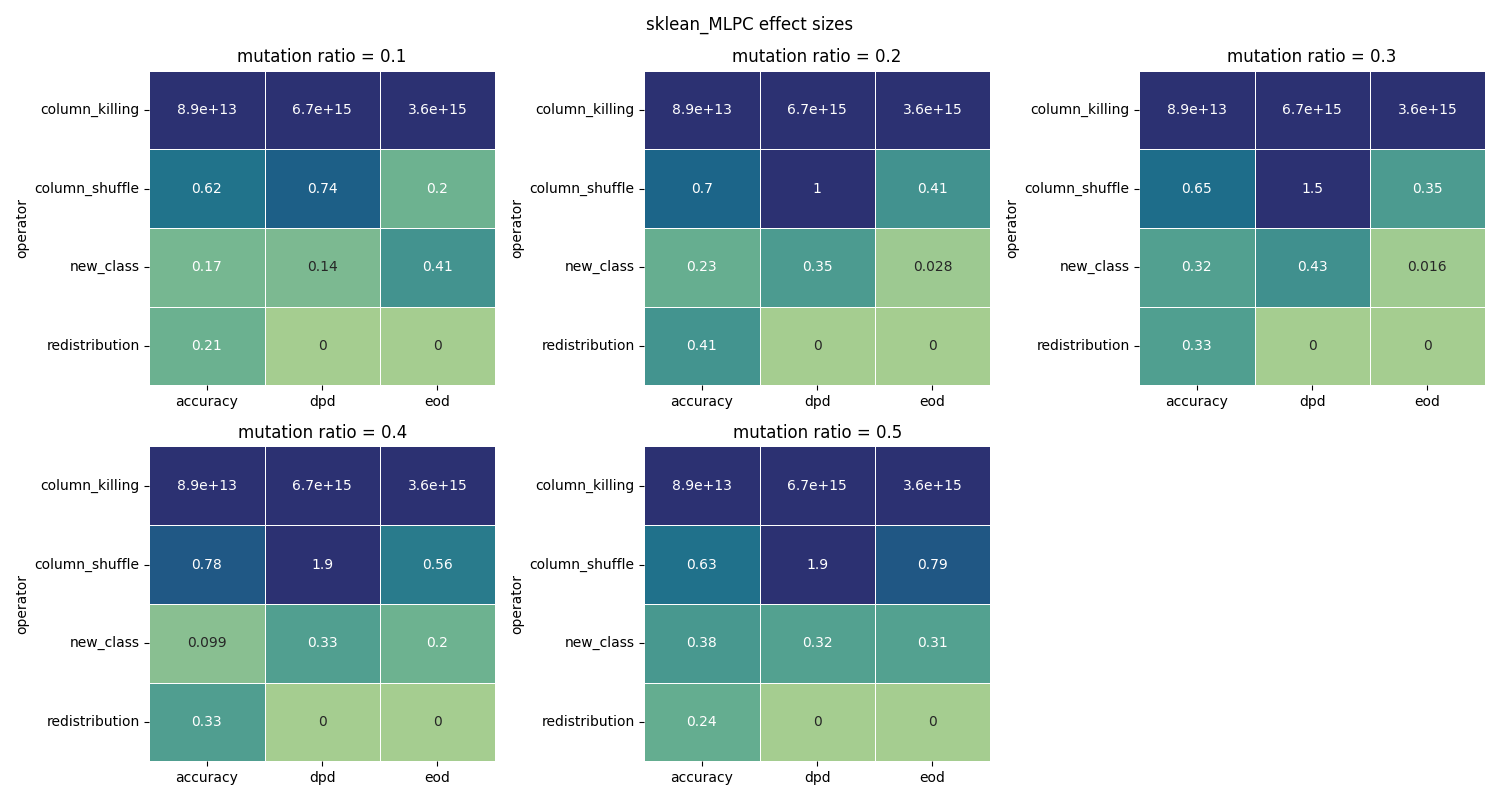 sklean_MLPC effect sizes
mutation ratio = 0.1
column_killing 8.9e+13 6.7e+15 3.6e+15
column_shuffle 0.62 0.74 0.2
new_class 0.17 0.14 0.41
redistribution 0.21 0 0
operator
accuracy dpd eod
mutation ratio = 0.2
column_killing 8.9e+13 6.7e+15 3.6e+15
column_shuffle 0.7 1 0.41
new_class 0.23 0.35 0.028
redistribution 0.41 0 0
operator
accuracy dpd eod
mutation ratio = 0.3
column_killing 8.9e+13 6.7e+15 3.6e+15
column_shuffle 0.65 1.5 0.35
new_class 0.32 0.43 0.016
redistribution 0.33 0 0
operator
accuracy dpd eod
mutation ratio = 0.4
column_killing 8.9e+13 6.7e+15 3.6e+15
column_shuffle 0.78 1.9 0.56
new_class 0.099 0.33 0.2
redistribution 0.33 0 0
operator
accuracy dpd eod
mutation ratio = 0.5
column_killing 8.9e+13 6.7e+15 3.6e+15
column_shuffle 0.63 1.9 0.79
new_class 0.38 0.32 0.31
redistribution 0.24 0 0
operator
accuracy dpd eod